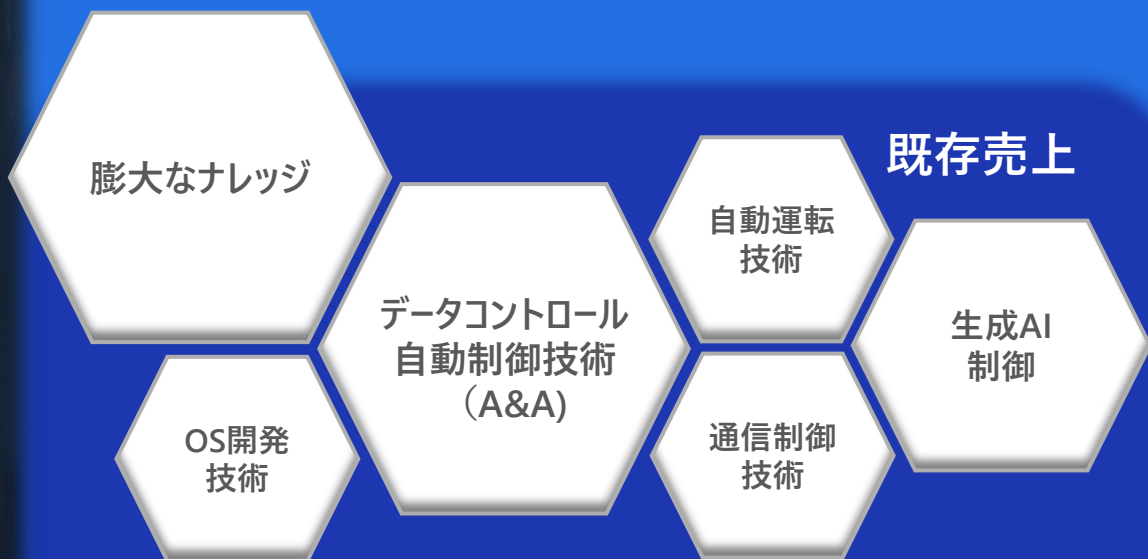 膨大なナレッジ
既存売上
自動運転
技術
データコントロール
自動制御技術
（A&A)
生成AI
制御
OS開発
技術
通信制御
技術